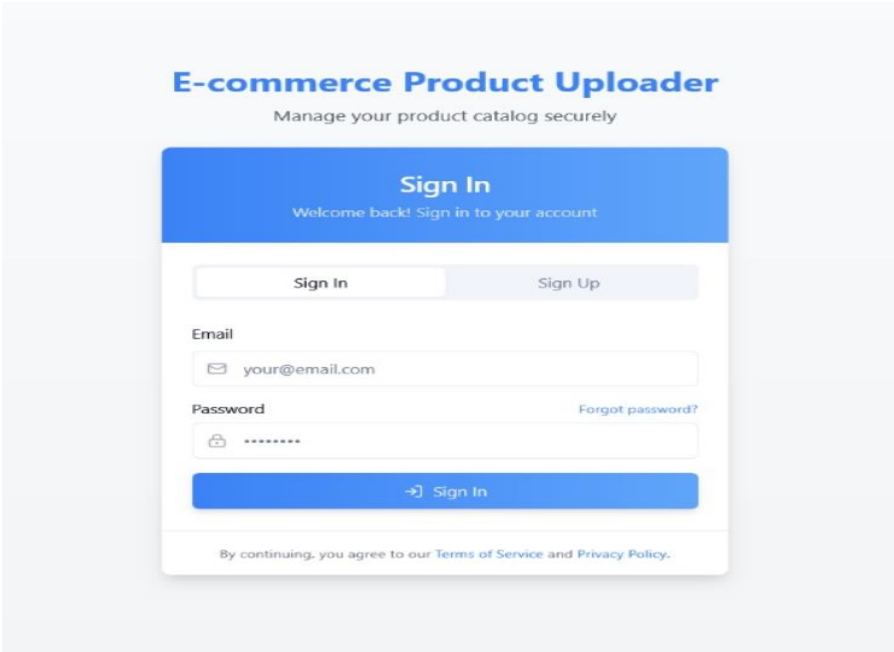 E-commerce Product Uploader
Manage your product catalog securely
Sign In
Welcome back! Sign in to your account
Sign In
Sign Up
Email
your@email.com
Password
Forgot password?
••••••••
Sign In
By continuing, you agree to our Terms of Service and Privacy Policy.